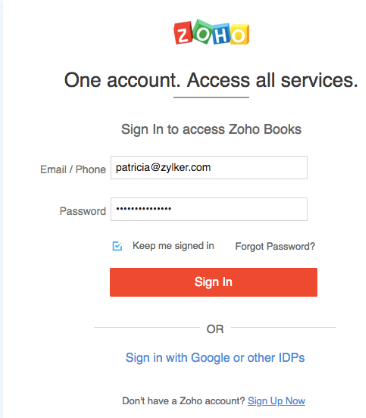 ZOHO
One account. Access all services.
Sign In to access Zoho Books
Email / Phone patricia@zylker.com
Password •••••••••••••••
Keep me signed in Forgot Password?
Sign In
OR
Sign in with Google or other IDPs
Don't have a Zoho account? Sign Up Now